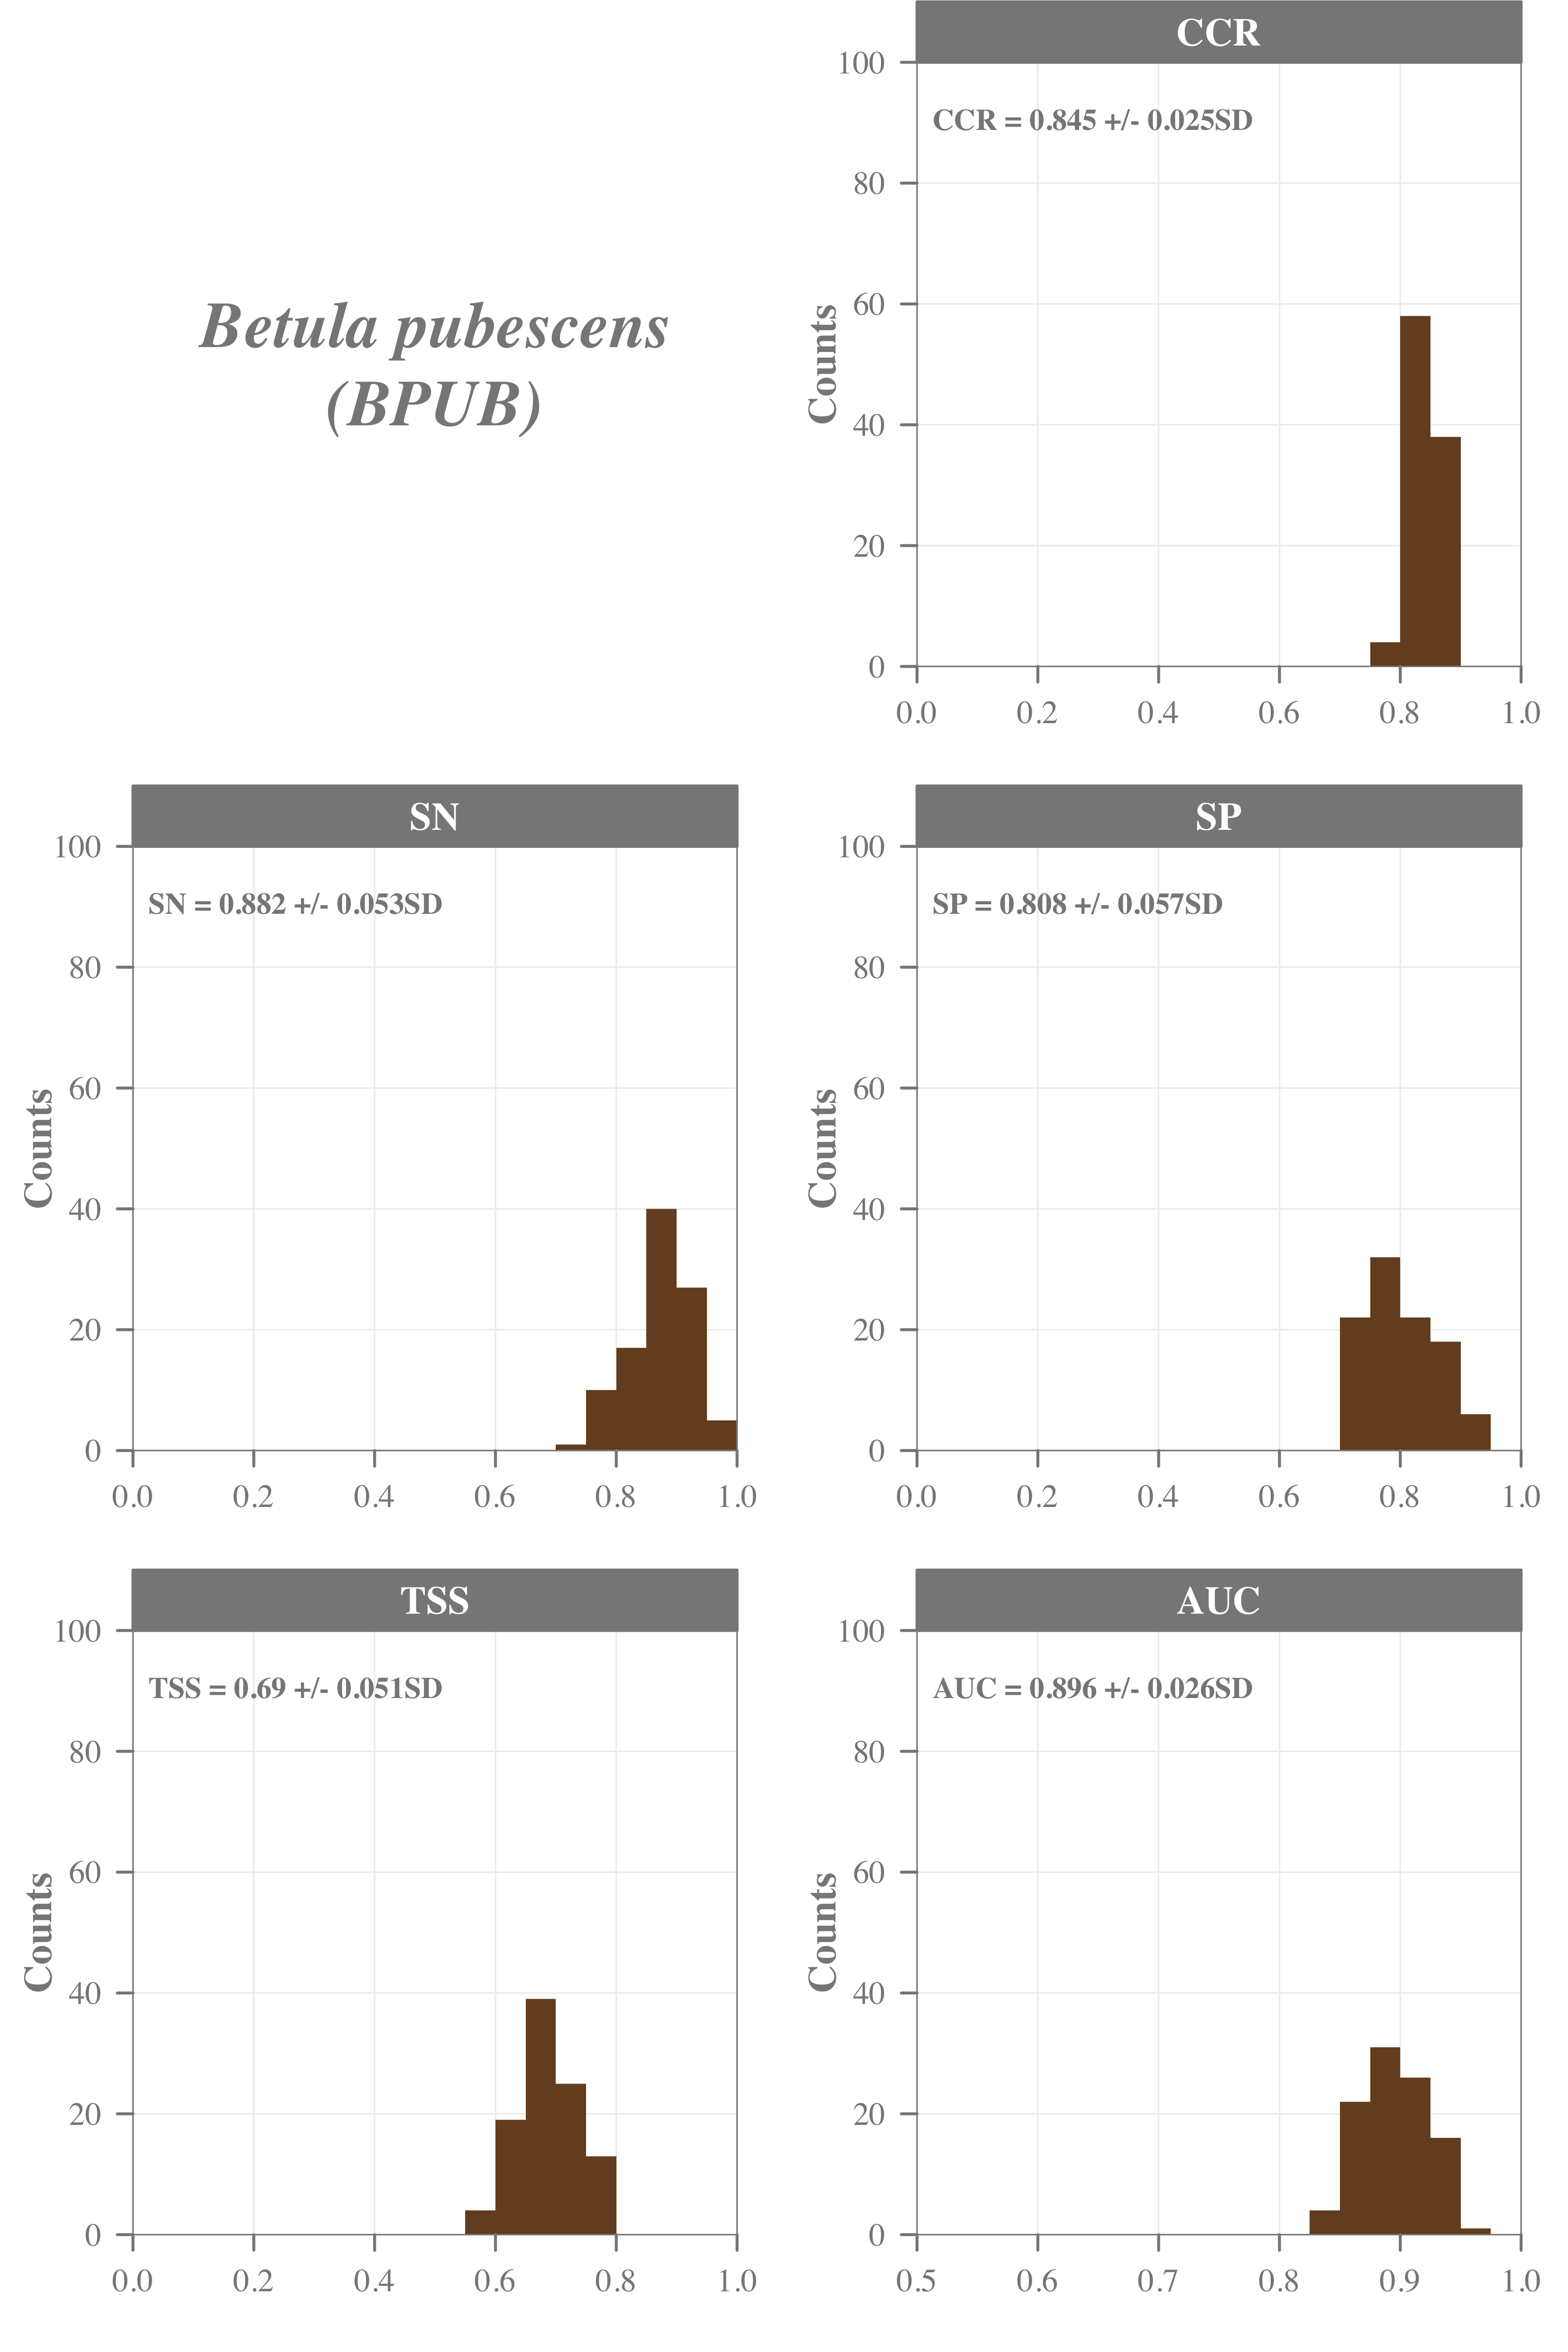 Betula pubescens
(BPUB)
CCR
CCR = 0.845 +/- 0.025SD
Counts
100
80
60
40
20
0
0.0 0.2 0.4 0.6 0.8 1.0
SN
SN = 0.882 +/- 0.053SD
Counts
100
80
60
40
20
0
0.0 0.2 0.4 0.6 0.8 1.0
SP
SP = 0.808 +/- 0.057SD
Counts
100
80
60
40
20
0
0.0 0.2 0.4 0.6 0.8 1.0
TSS
TSS = 0.69 +/- 0.051SD
Counts
100
80
60
40
20
0
0.0 0.2 0.4 0.6 0.8 1.0
AUC
AUC = 0.896 +/- 0.026SD
Counts
100
80
60
40
20
0
0.5 0.6 0.7 0.8 0.9 1.0